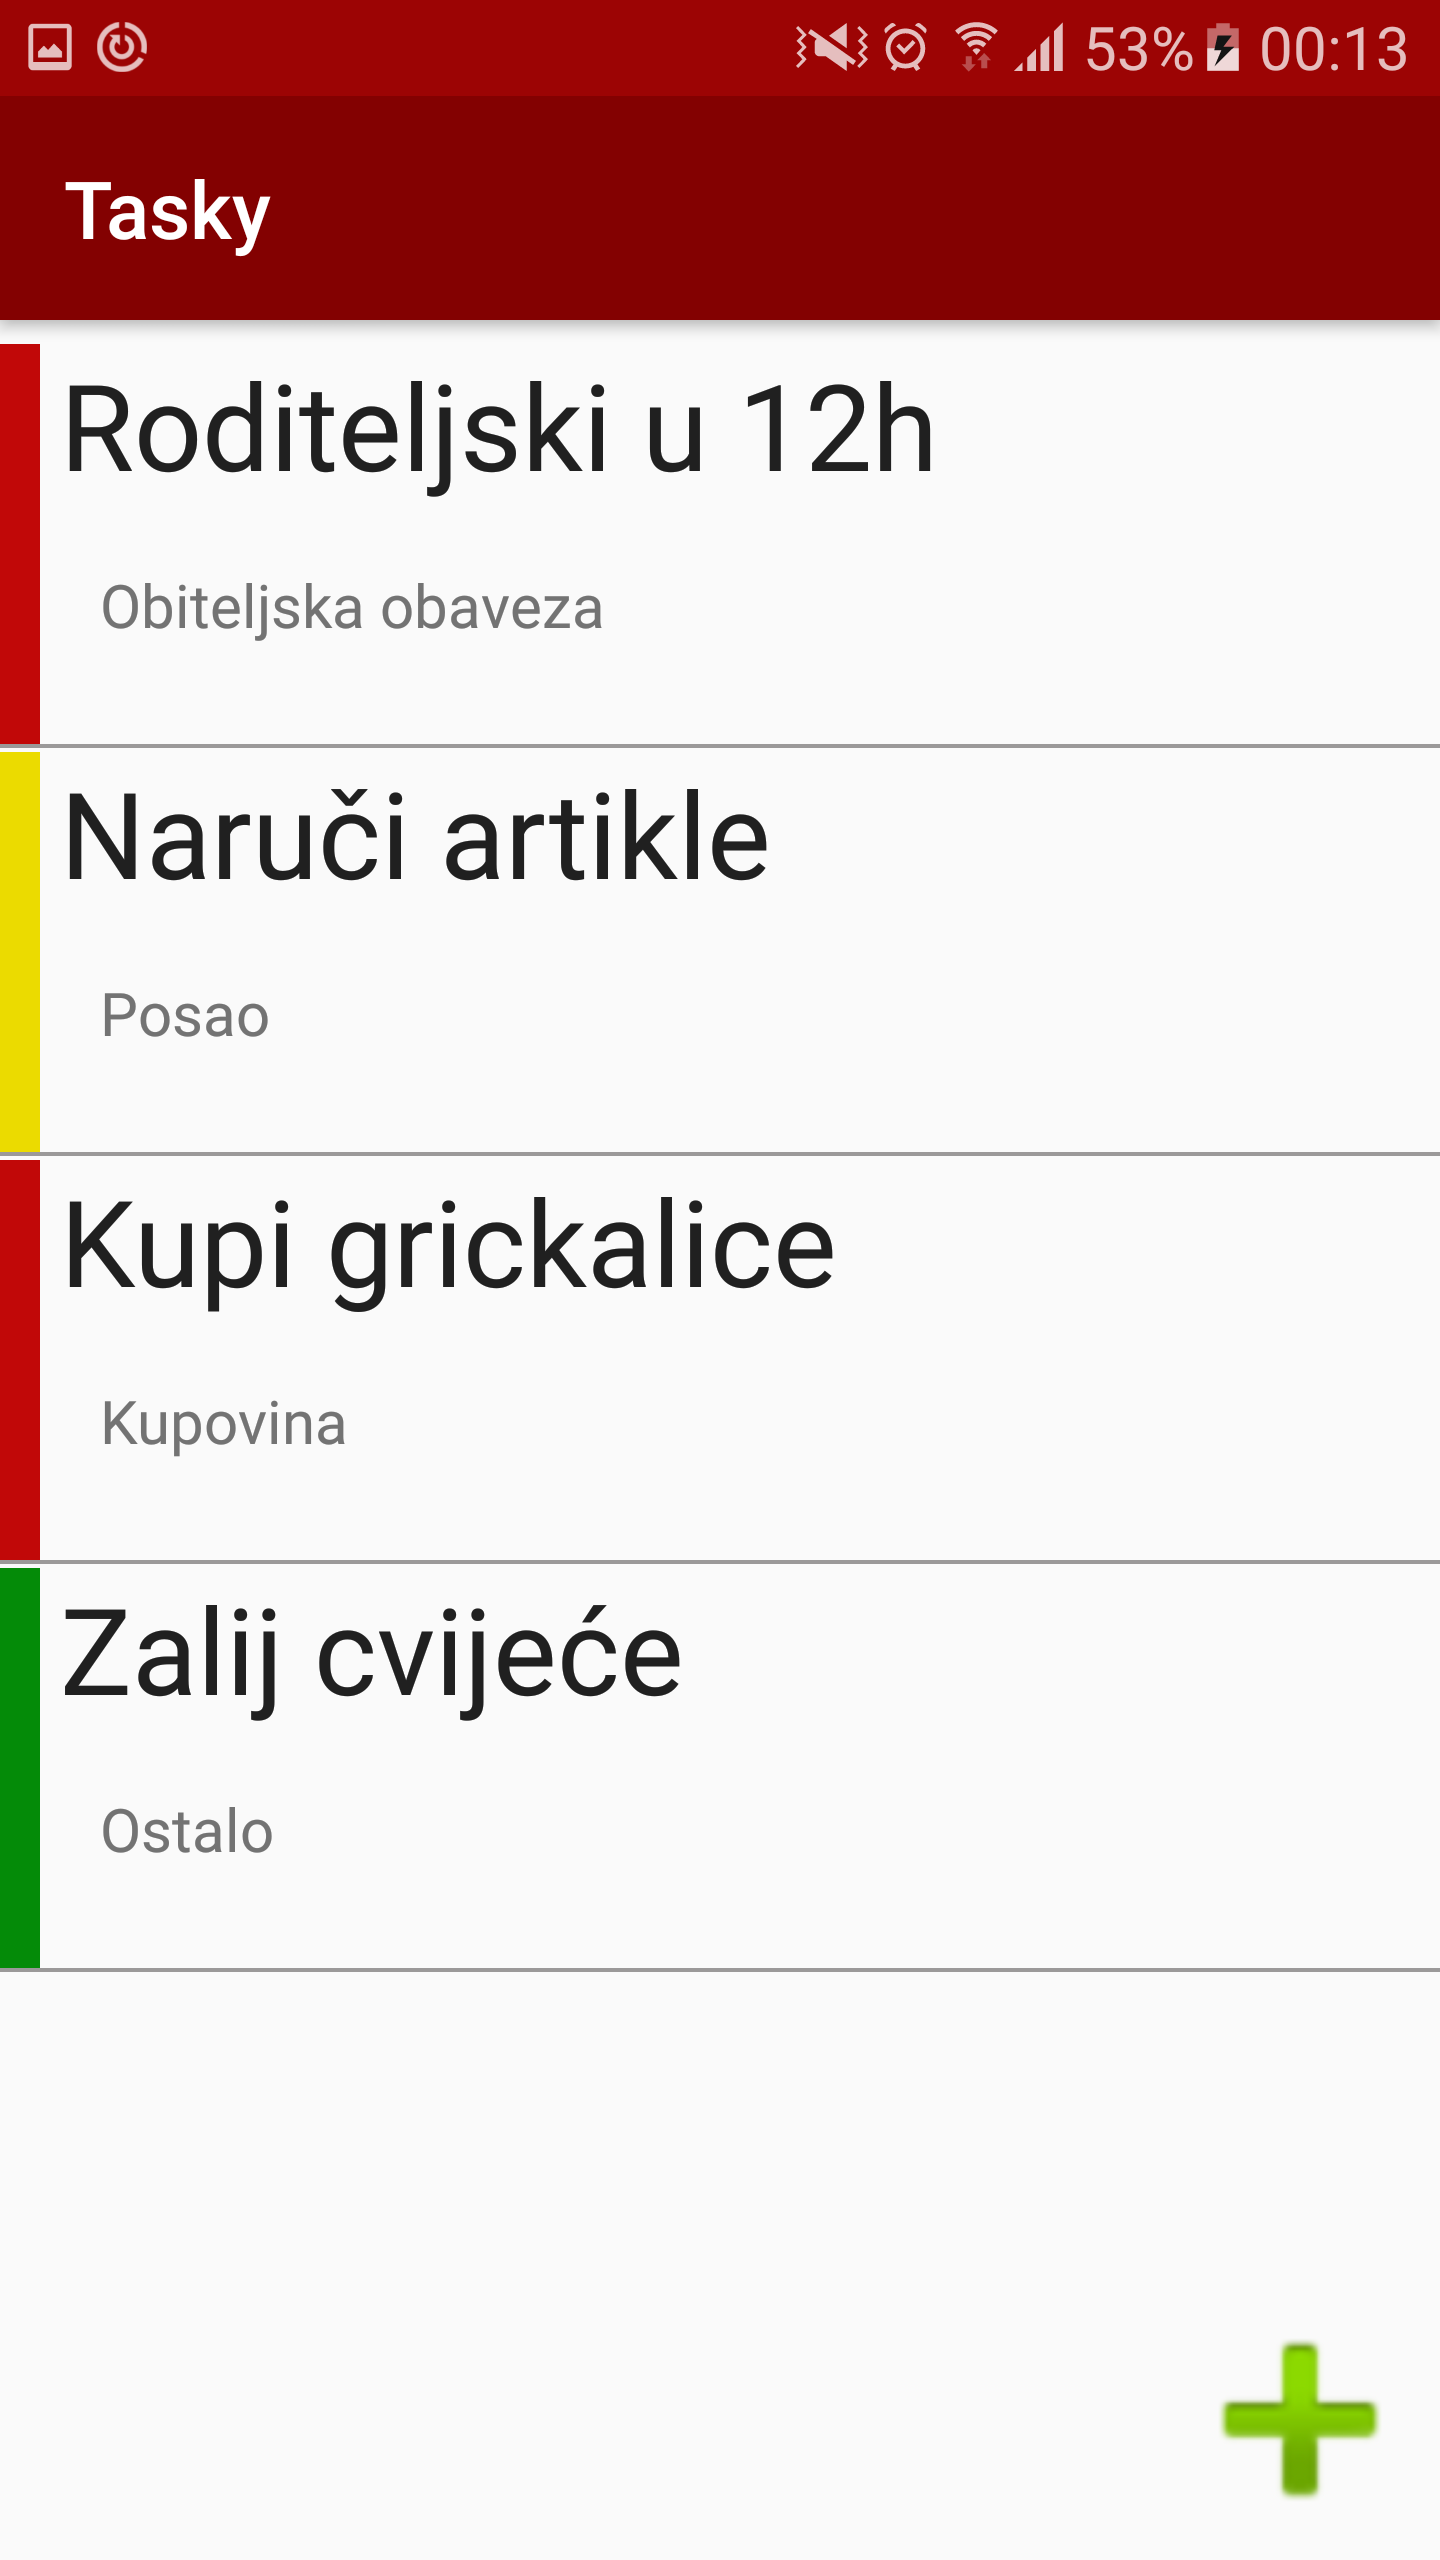 53% 00:13
Tasky
Roditeljski u 12h
Obiteljska obaveza
Naruči artikle
Posao
Kupi grickalice
Kupovina
Zalij cvijeće
Ostalo